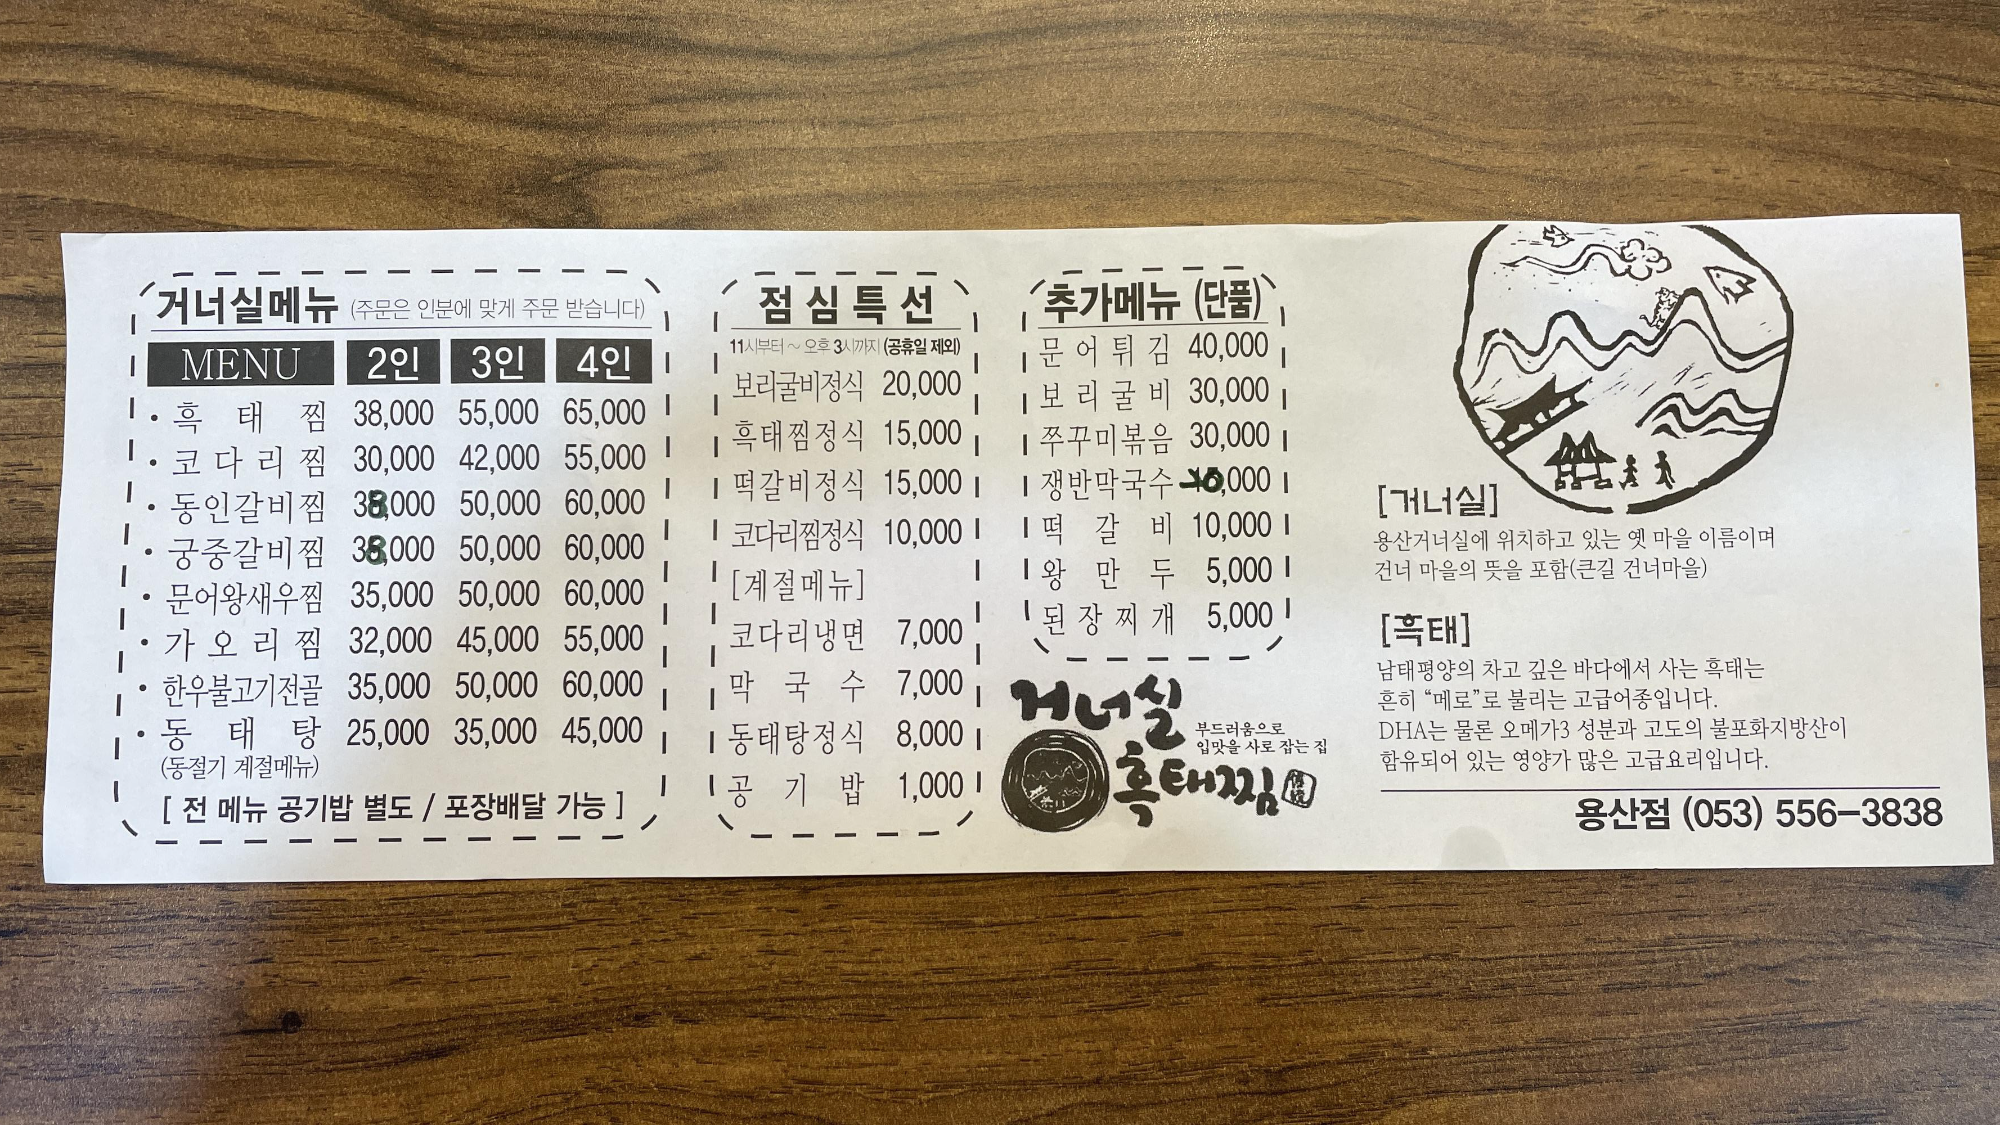 거너실메뉴 (주문은 인분에 맞게 주문 받습니다)
MENU 2인 3인 4인
· 흑태찜 38,000 55,000 65,000
· 코다리찜 30,000 42,000 55,000
· 동인갈비찜 38,000 50,000 60,000
· 궁중갈비찜 38,000 50,000 60,000
· 문어왕새우찜 35,000 50,000 60,000
· 가오리찜 32,000 45,000 55,000
· 한우불고기전골 35,000 50,000 60,000
· 동태탕 25,000 35,000 45,000
(동절기 계절메뉴)
[ 전 메뉴 공기밥 별도 / 포장배달 가능 ]
점심특선
11시부터 ~ 오후 3시까지 (공휴일 제외)
보리굴비정식 20,000
흑태찜정식 15,000
떡갈비정식 15,000
코다리찜정식 10,000
[계절메뉴]
코다리냉면 7,000
막국수 7,000
동태탕정식 8,000
공기밥 1,000
추가메뉴 (단품)
문어튀김 40,000
보리굴비 30,000
쭈꾸미볶음 30,000
쟁반막국수
떡갈비 10,000
왕만두 5,000
된장찌개 5,000
거너실
부드러움으로
입맛을 사로 잡는 집
흑태찜
[거너실]
용산거너실에 위치하고 있는 옛 마을 이름이며
건너 마을의 뜻을 포함(큰길 건너마을)
[흑태]
남태평양의 차고 깊은 바다에서 사는 흑태는
흔히 “메로”로 불리는 고급어종입니다.
DHA는 물론 오메가3 성분과 고도의 불포화지방산이
함유되어 있는 영양가 많은 고급요리입니다.
용산점 (053) 556-3838